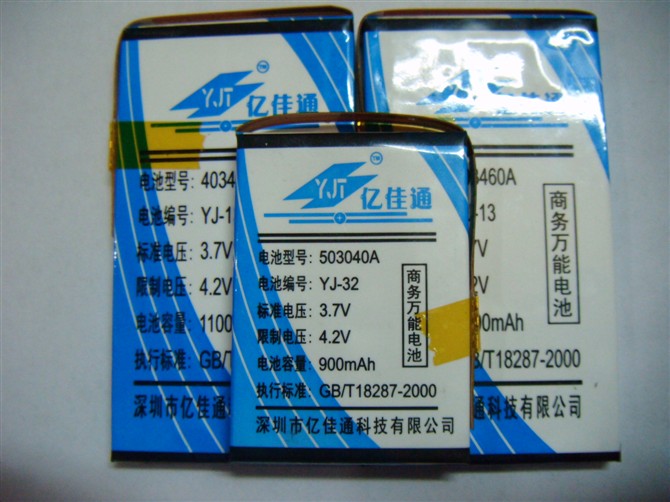 YJT
™
亿佳通
电池型号: 4034
电池编号: YJ-1
标准电压: 3.7V
限制电压: 4.2V
电池容量: 1100
执行标准: GB/T
深圳市亿佳通
YJT
™
亿佳通
电池型号: 503040A
电池编号: YJ-32
标准电压: 3.7V
限制电压: 4.2V
电池容量: 900mAh
执行标准: GB/T18287-2000
商务万能电池
深圳市亿佳通科技有限公司
3460A
-13
7V
2V
00mAh
/T18287-2000
商务万能电池
通科技有限公司